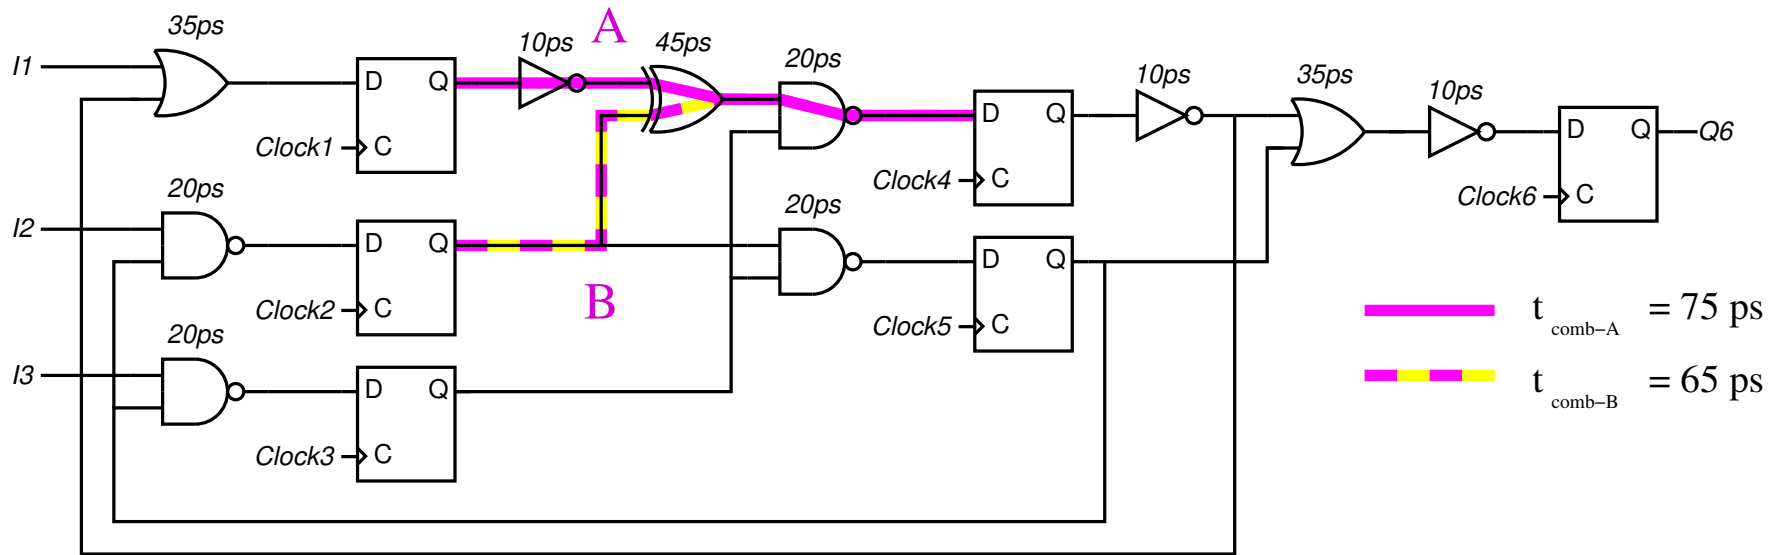 35ps
10ps
A
45ps
20ps
10ps
35ps
10ps
I1
D Q
Clock1 C
D Q
Clock4 C
D Q
Q6
Clock6 C
20ps
I2
D Q
Clock2 C
B
20ps
D Q
Clock5 C
20ps
I3
D Q
Clock3 C
t comb-A = 75 ps
t comb-B = 65 ps